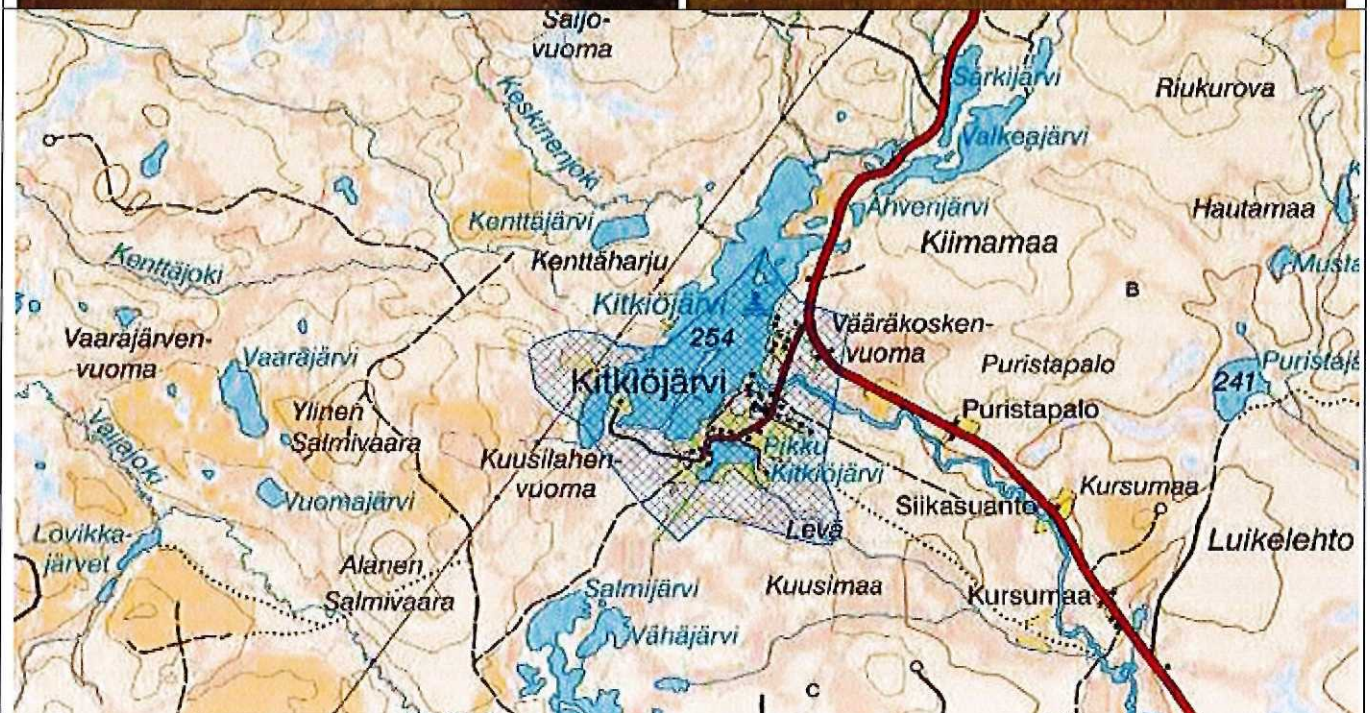 Saijo-
vuoma
Särkijärvi
Riukurova
Keskinenjoki
Valkeajärvi
Ahvenjärvi
Hautamaa
Kenttäjärvi
Kiimamaa
Kenttäjoki
Kenttäharju
B
Kitkiöjärvi
254
Vaarajärven-
vuoma
Vaarajärvi
Vääräkosken-
vuoma
Puristapalo
Kitkiöjärvi
241
Ylinen
Salmivaara
Puristapalo
Pikku
Kitkiöjärvi
Kuusilahen-
vuoma
Vuomajärvi
Siikasuanto
Kursumaa
Levä
Lovikka-
järvet
Luikelehto
Alanen
Salmivaara
Salmijärvi
Kuusimaa
Kursumaa
Vähäjärvi
C